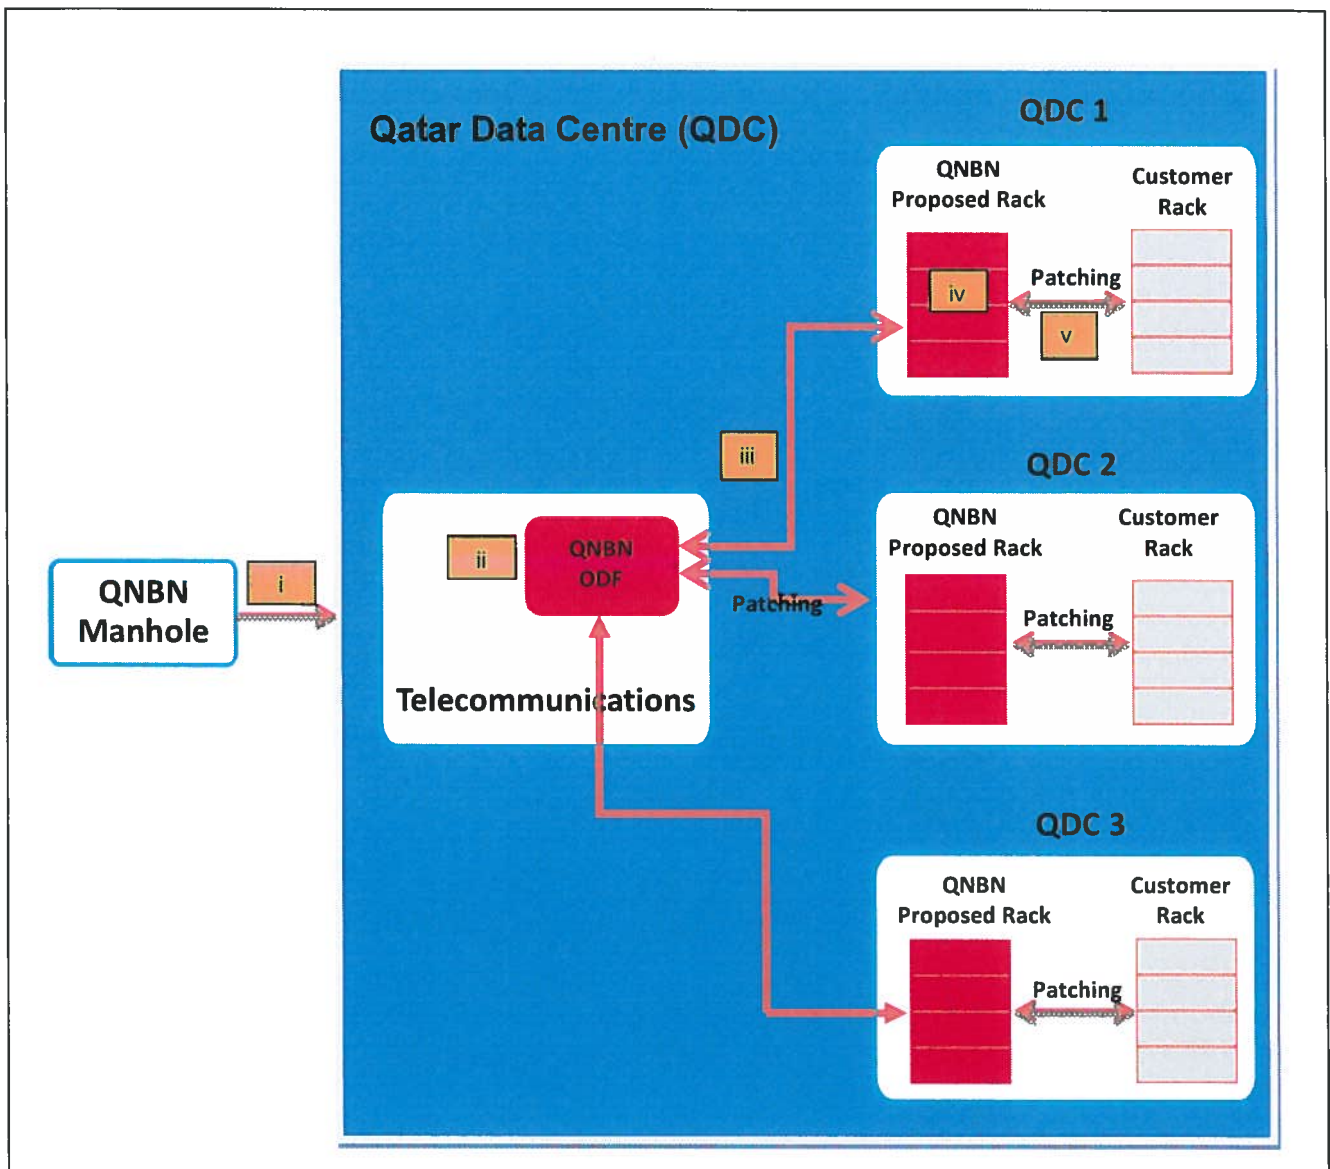 Qatar Data Centre (QDC)
QDC 1
QNBN
Proposed Rack
Customer
Rack
iv
Patching
v
iii
QDC 2
QNBN
Proposed Rack
Customer
Rack
Patching
QNBN
Manhole
i
ii
QNBN
ODF
Patching
Telecommunications
QDC 3
QNBN
Proposed Rack
Customer
Rack
Patching